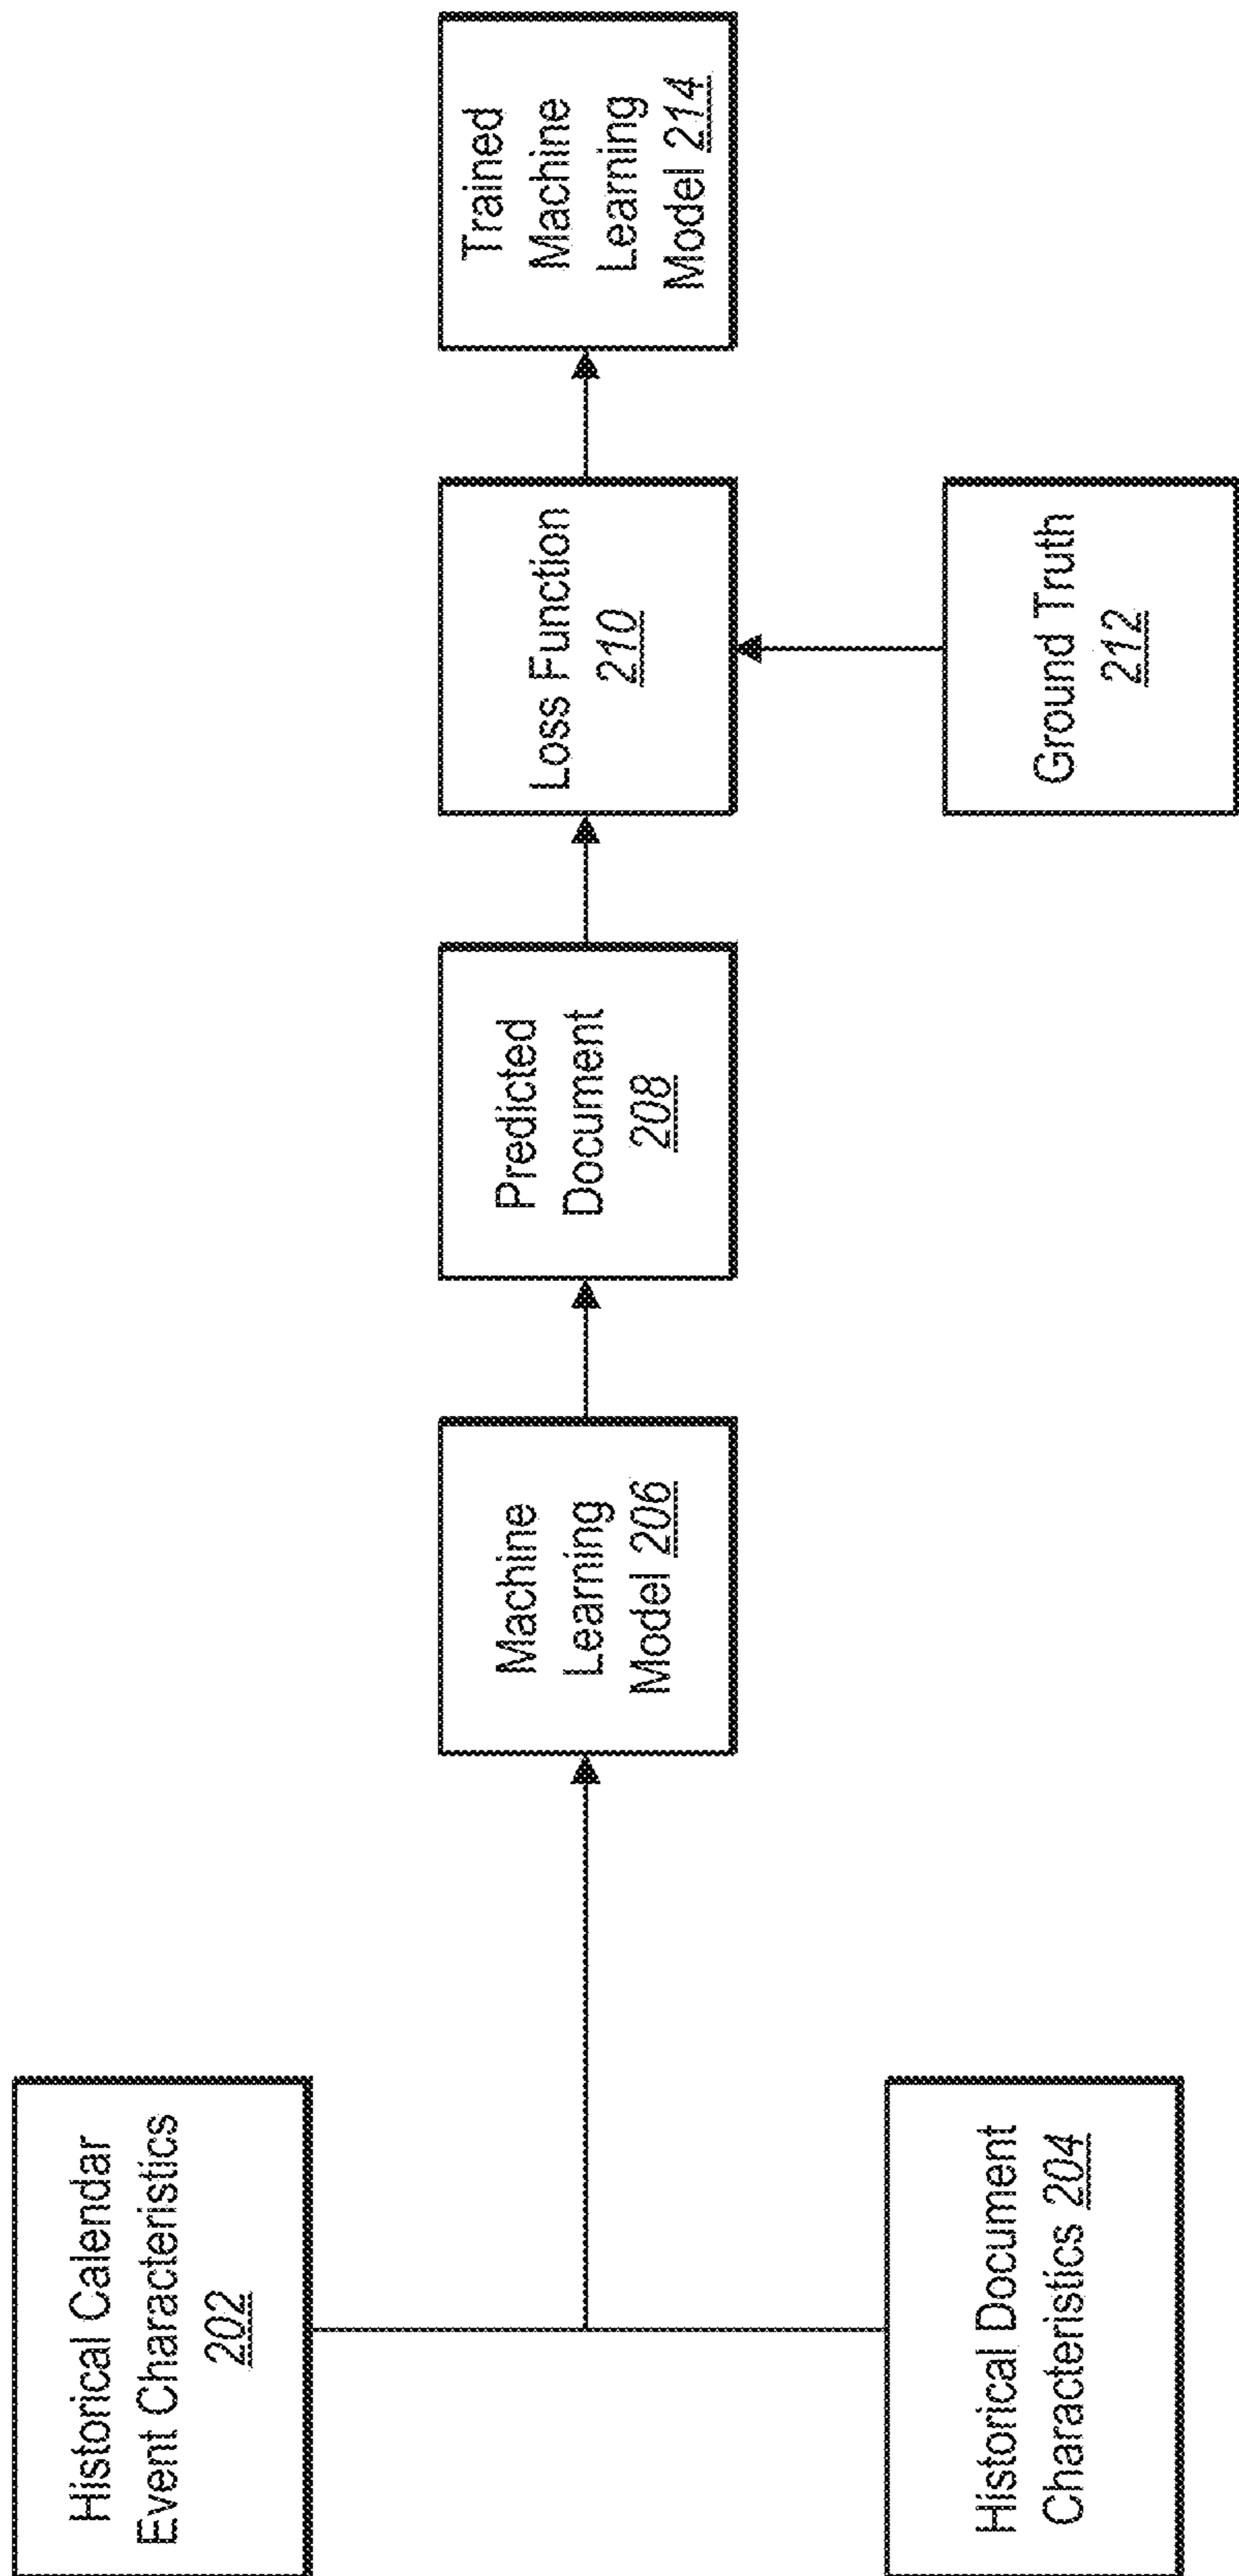 Historical Calendar
Event Characteristics
202
Historical Document
Characteristics 204
Machine
Learning
Model 206
Predicted
Document
208
Loss Function
210
Ground Truth
212
Trained
Machine
Learning
Model 214